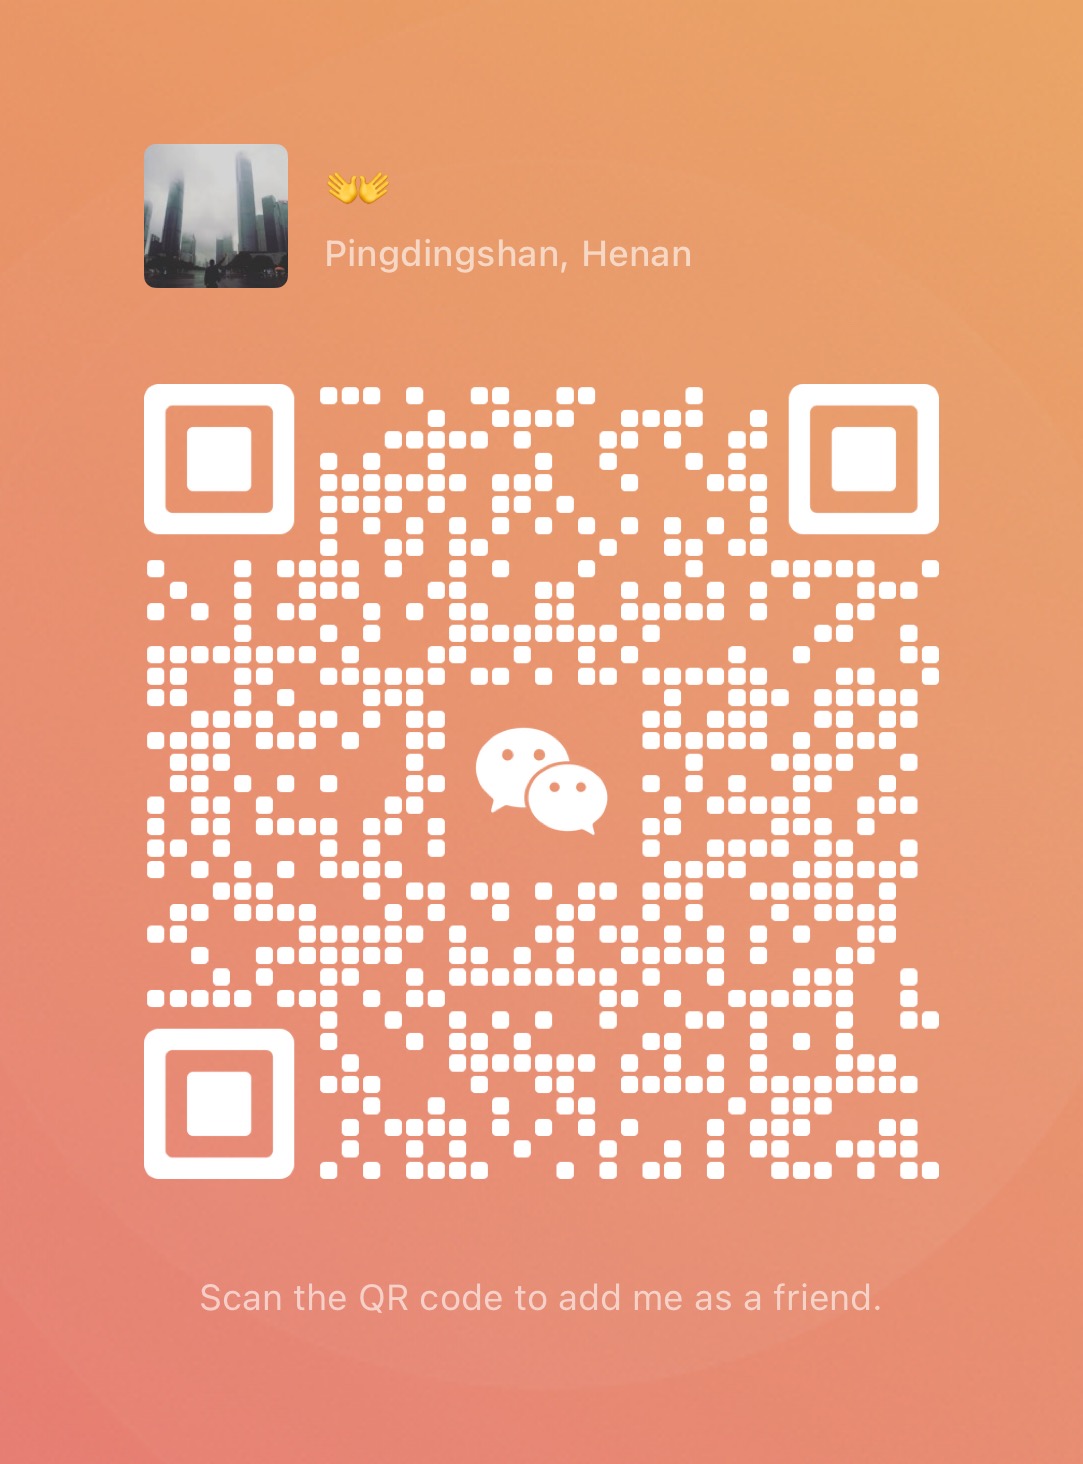 👐
Pingdingshan, Henan
Scan the QR code to add me as a friend.